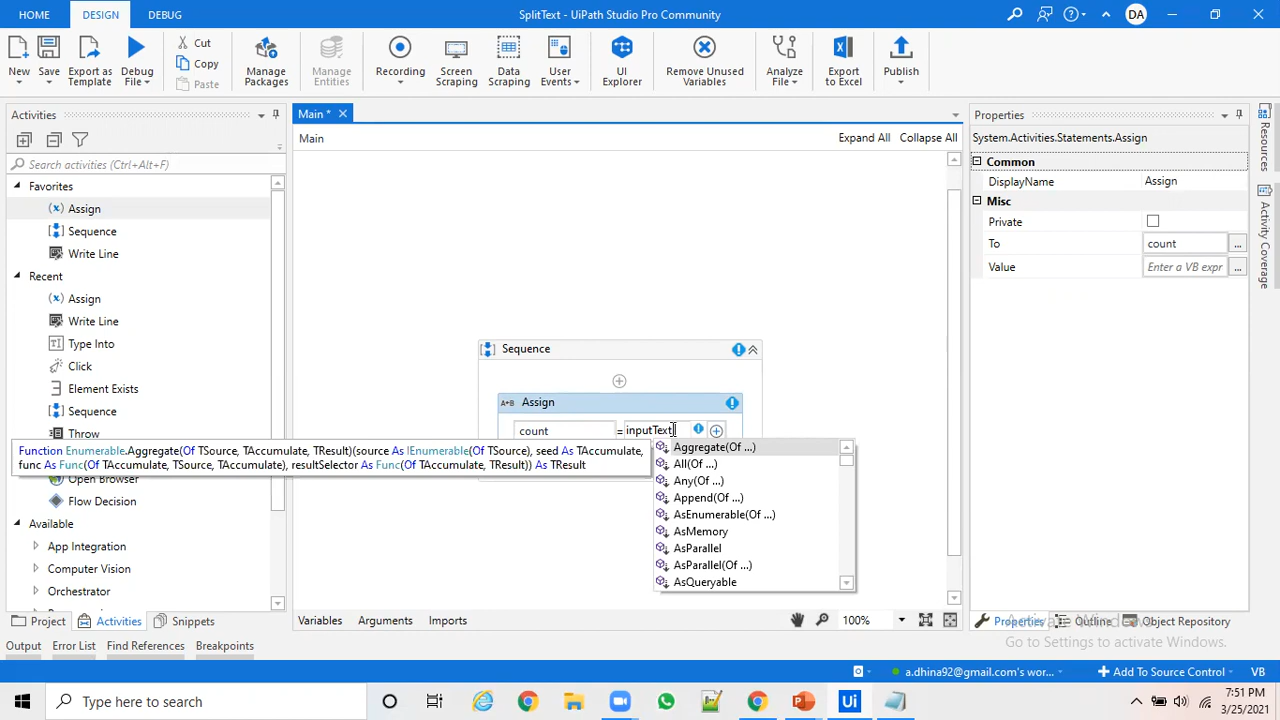 HOME DESIGN DEBUG SplitText - UiPath Studio Pro Community DA
New Save Export as Template Debug File Cut Copy Paste Manage Packages Manage Entities Recording Screen Scraping Data Scraping User Events UI Explorer Remove Unused Variables Analyze File Export to Excel Publish
Activities
Search activities (Ctrl+Alt+F)
Favorites
Assign
Sequence
Write Line
Recent
Assign
Write Line
Type Into
Click
Element Exists
Sequence
Throw
Open Browser
Flow Decision
Available
App Integration
Computer Vision
Orchestrator
Project Activities Snippets
Main *
Main Expand All Collapse All
Sequence
A+B Assign
count = inputText
Function Enumerable.Aggregate(Of TSource, TAccumulate, TResult)(source As IEnumerable(Of TSource), seed As TAccumulate,
func As Func(Of TAccumulate, TSource, TAccumulate), resultSelector As Func(Of TAccumulate, TResult)) As TResult
Aggregate(Of ...)
All(Of ...)
Any(Of ...)
Append(Of ...)
AsEnumerable(Of ...)
AsMemory
AsParallel
AsParallel(Of ...)
AsQueryable
Variables Arguments Imports 100%
Properties
System.Activities.Statements.Assign
Common
DisplayName Assign
Misc
Private
To count ...
Value Enter a VB expr ...
Resources
Activity Coverage
Activate Windows
Go to Settings to activate Windows.
Properties Outline Object Repository
Output Error List Find References Breakpoints
a.dhina92@gmail.com's wor... Add To Source Control VB
Type here to search
7:51 PM
3/25/2021